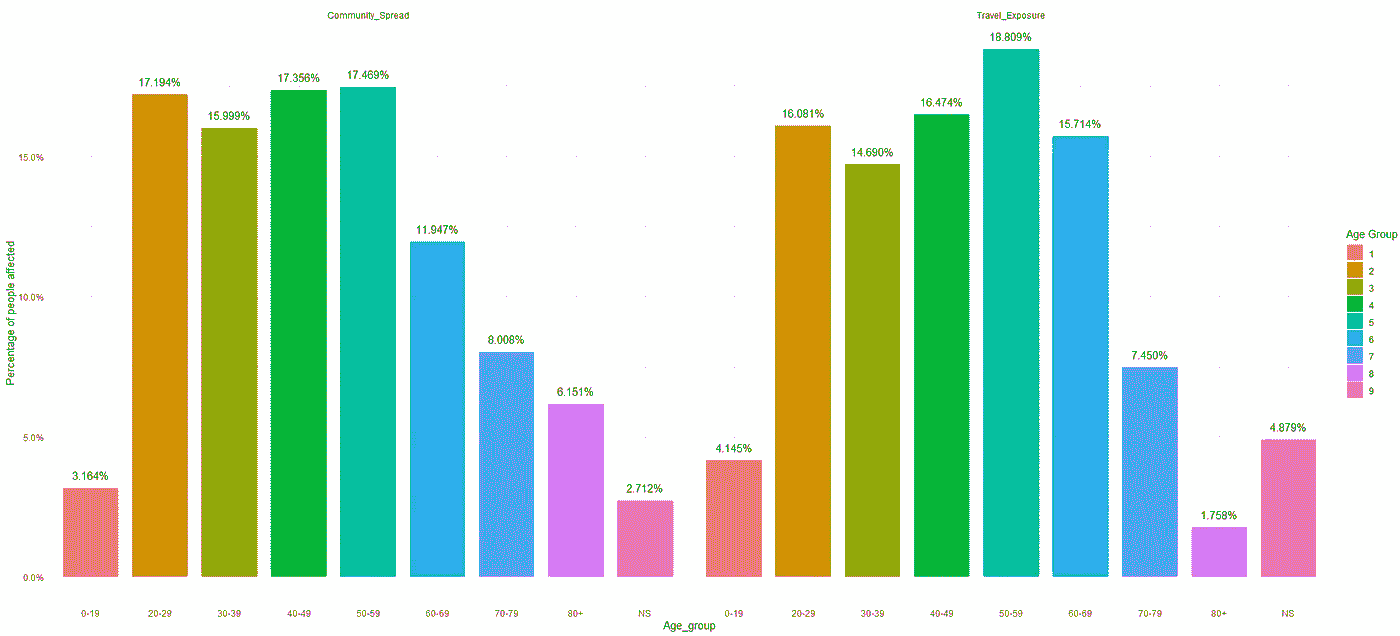 Community_Spread Travel_Exposure
18.809%
17.194% 17.356% 17.469%
15.999% 16.081% 14.690% 16.474% 15.714%
15.0%
11.947%
Percentage of people affected
Age Group
1
2
3
4
5
6
7
8
9
10.0%
8.008% 7.450%
6.151%
5.0%
4.145% 4.879%
3.164% 2.712% 1.758%
0.0%
0-19 20-29 30-39 40-49 50-59 60-69 70-79 80+ NS 0-19 20-29 30-39 40-49 50-59 60-69 70-79 80+ NS
Age_group